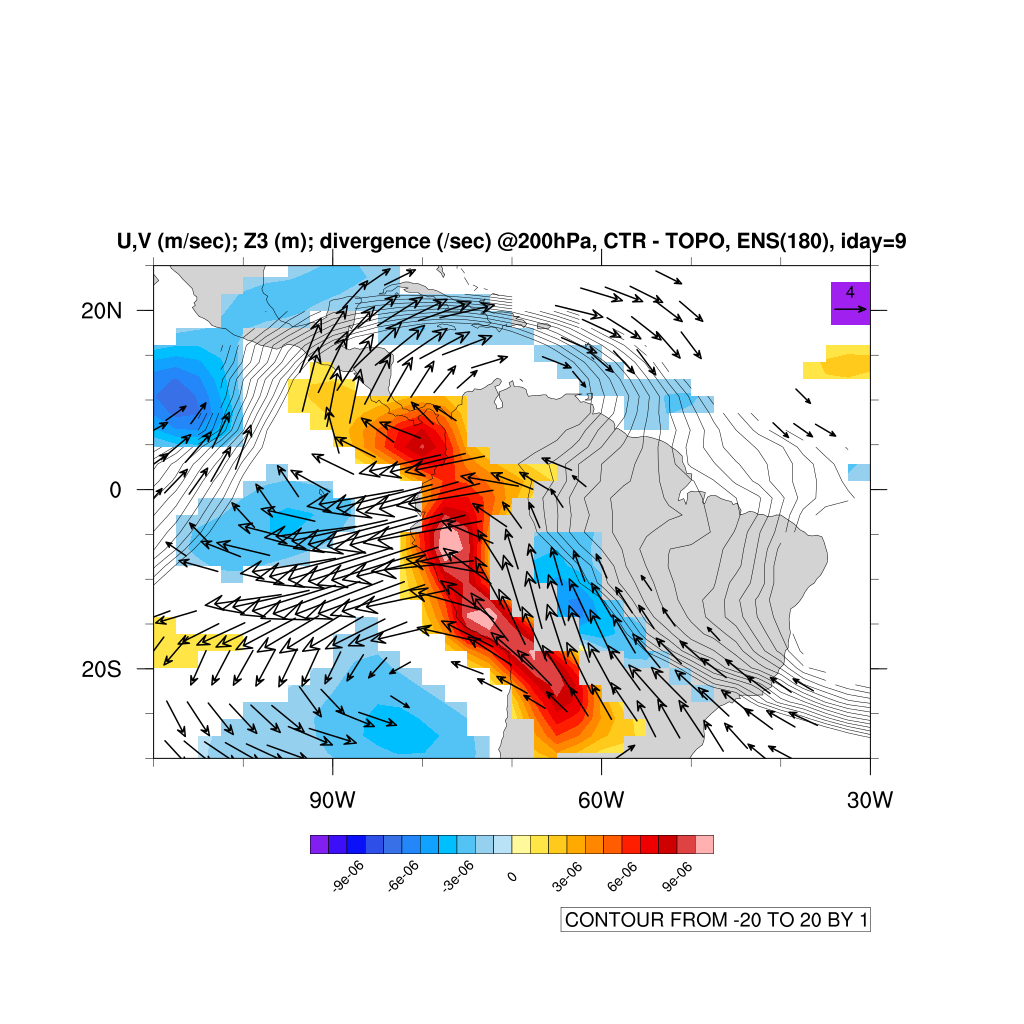 U,V (m/sec); Z3 (m); divergence (/sec) @200hPa, CTR - TOPO, ENS(180), iday=9
4
20N
0
20S
90W 60W 30W
-9e-06 -6e-06 -3e-06 0 3e-06 6e-06 9e-06
CONTOUR FROM -20 TO 20 BY 1